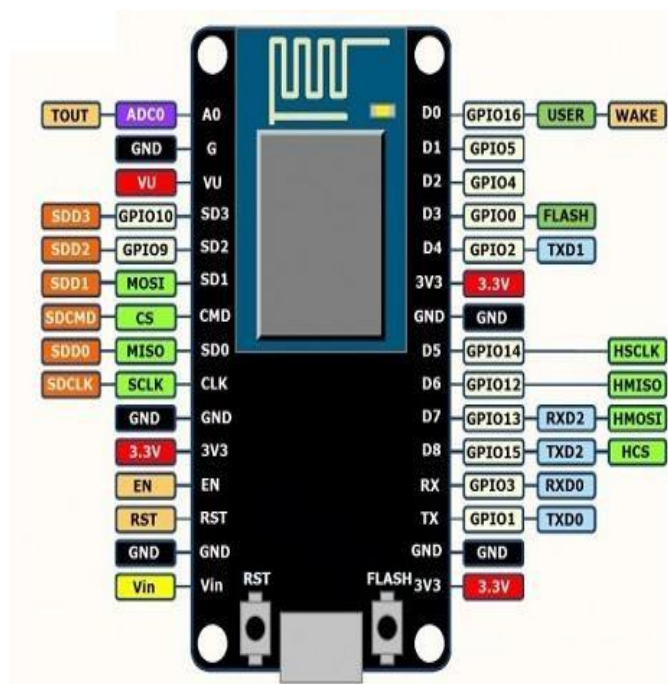 TOUT ADC0 A0 D0 GPIO16 USER WAKE
GND G D1 GPIO5
VU VU D2 GPIO4
SDD3 GPIO10 SD3 D3 GPIO0 FLASH
SDD2 GPIO9 SD2 D4 GPIO2 TXD1
SDD1 MOSI SD1 3V3 3.3V
SDCMD CS CMD GND GND
SDD0 MISO SD0 D5 GPIO14 HSCLK
SDCLK SCLK CLK D6 GPIO12 HMISO
GND GND D7 GPIO13 RXD2 HMOSI
3.3V 3V3 D8 GPIO15 TXD2 HCS
EN EN RX GPIO3 RXD0
RST RST TX GPIO1 TXD0
GND GND GND GND
Vin Vin RST FLASH 3V3 3.3V